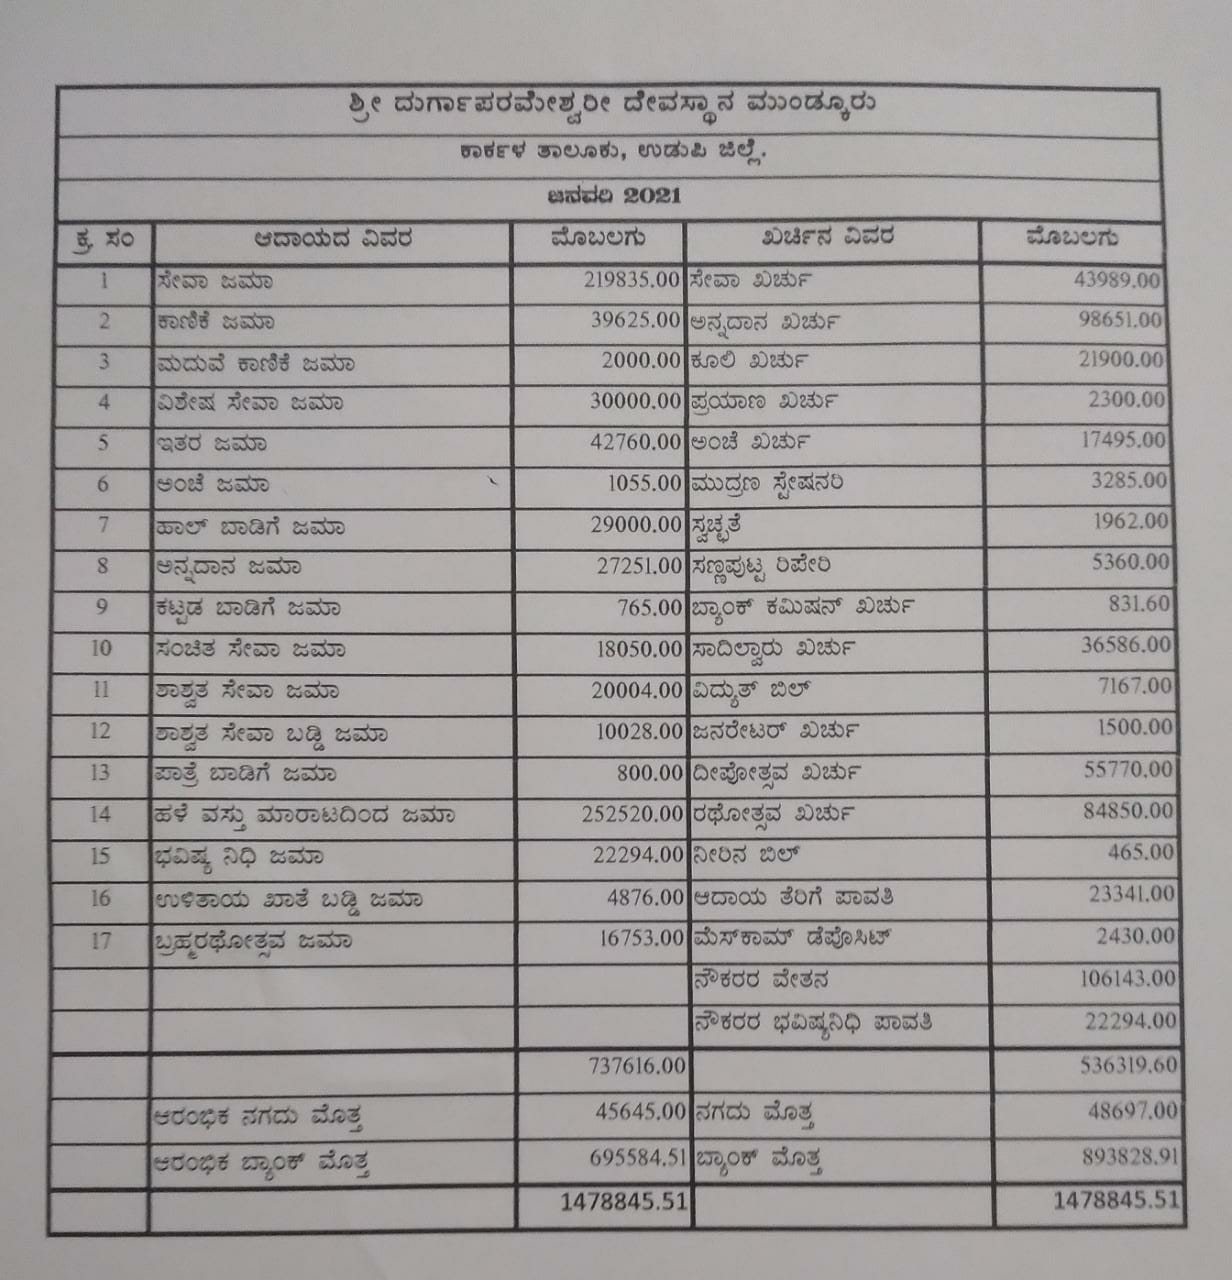 ಶ್ರೀ ದುರ್ಗಾಪರಮೇಶ್ವರೀ ದೇವಸ್ಥಾನ ಮುಂಡ್ಕೂರು
ಕಾರ್ಕಳ ತಾಲೂಕು, ಉಡುಪಿ ಜಿಲ್ಲೆ.
ಜನವರಿ 2021
ಕ್ರ. ಸಂ ಆದಾಯದ ವಿವರ ಮೊಬಲಗು ಖರ್ಚಿನ ವಿವರ ಮೊಬಲಗು
1 ಸೇವಾ ಜಮಾ 219835.00 ಸೇವಾ ಖರ್ಚು 43989.00
2 ಕಾಣಿಕೆ ಜಮಾ 39625.00 ಅನ್ನದಾನ ಖರ್ಚು 98651.00
3 ಮದುವೆ ಕಾಣಿಕೆ ಜಮಾ 2000.00 ಕೂಲಿ ಖರ್ಚು 21900.00
4 ವಿಶೇಷ ಸೇವಾ ಜಮಾ 30000.00 ಪ್ರಯಾಣ ಖರ್ಚು 2300.00
5 ಇತರ ಜಮಾ 42760.00 ಅಂಚೆ ಖರ್ಚು 17495.00
6 ಅಂಚೆ ಜಮಾ 1055.00 ಮುದ್ರಣ ಸ್ಟೇಷನರಿ 3285.00
7 ಹಾಲ್ ಬಾಡಿಗೆ ಜಮಾ 29000.00 ಸ್ವಚ್ಛತೆ 1962.00
8 ಅನ್ನದಾನ ಜಮಾ 27251.00 ಸಣ್ಣಪುಟ್ಟ ರಿಪೇರಿ 5360.00
9 ಕಟ್ಟಡ ಬಾಡಿಗೆ ಜಮಾ 765.00 ಬ್ಯಾಂಕ್ ಕಮಿಷನ್ ಖರ್ಚು 831.60
10 ಸಂಚಿತ ಸೇವಾ ಜಮಾ 18050.00 ಸಾದಿಲ್ವಾರು ಖರ್ಚು 36586.00
11 ಶಾಶ್ವತ ಸೇವಾ ಜಮಾ 20004.00 ವಿದ್ಯುತ್ ಬಿಲ್ 7167.00
12 ಶಾಶ್ವತ ಸೇವಾ ಬಡ್ಡಿ ಜಮಾ 10028.00 ಜನರೇಟರ್ ಖರ್ಚು 1500.00
13 ಪಾತ್ರೆ ಬಾಡಿಗೆ ಜಮಾ 800.00 ದೀಪೋತ್ಸವ ಖರ್ಚು 55770.00
14 ಹಳೆ ವಸ್ತು ಮಾರಾಟದಿಂದ ಜಮಾ 252520.00 ರಥೋತ್ಸವ ಖರ್ಚು 84850.00
15 ಭವಿಷ್ಯ ನಿಧಿ ಜಮಾ 22294.00 ನೀರಿನ ಬಿಲ್ 465.00
16 ಉಳಿತಾಯ ಖಾತೆ ಬಡ್ಡಿ ಜಮಾ 4876.00 ಆದಾಯ ತೆರಿಗೆ ಪಾವತಿ 23341.00
17 ಬ್ರಹ್ಮರಥೋತ್ಸವ ಜಮಾ 16753.00 ಮೆಸ್‌ಕಾಮ್ ಡೆಪೊಸಿಟ್ 2430.00
ನೌಕರರ ವೇತನ 106143.00
ನೌಕರರ ಭವಿಷ್ಯನಿಧಿ ಪಾವತಿ 22294.00
737616.00 536319.60
ಆರಂಭಿಕ ನಗದು ಮೊತ್ತ 45645.00 ನಗದು ಮೊತ್ತ 48697.00
ಆರಂಭಿಕ ಬ್ಯಾಂಕ್ ಮೊತ್ತ 695584.51 ಬ್ಯಾಂಕ್ ಮೊತ್ತ 893828.91
1478845.51 1478845.51